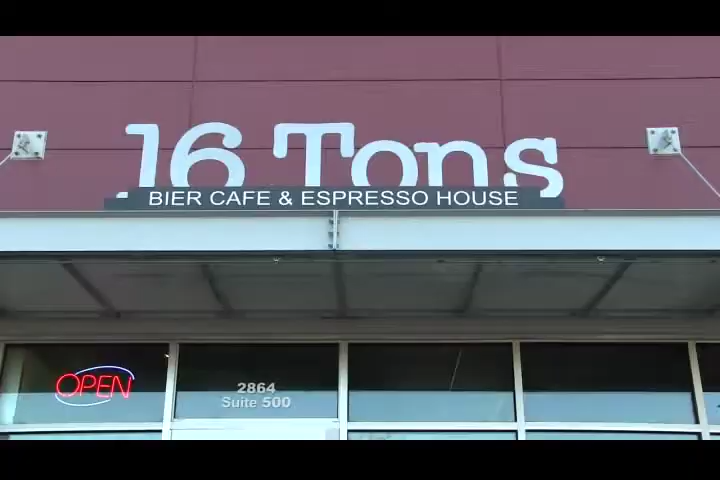 16 Tons
BIER CAFE & ESPRESSO HOUSE
OPEN
2864
Suite 500